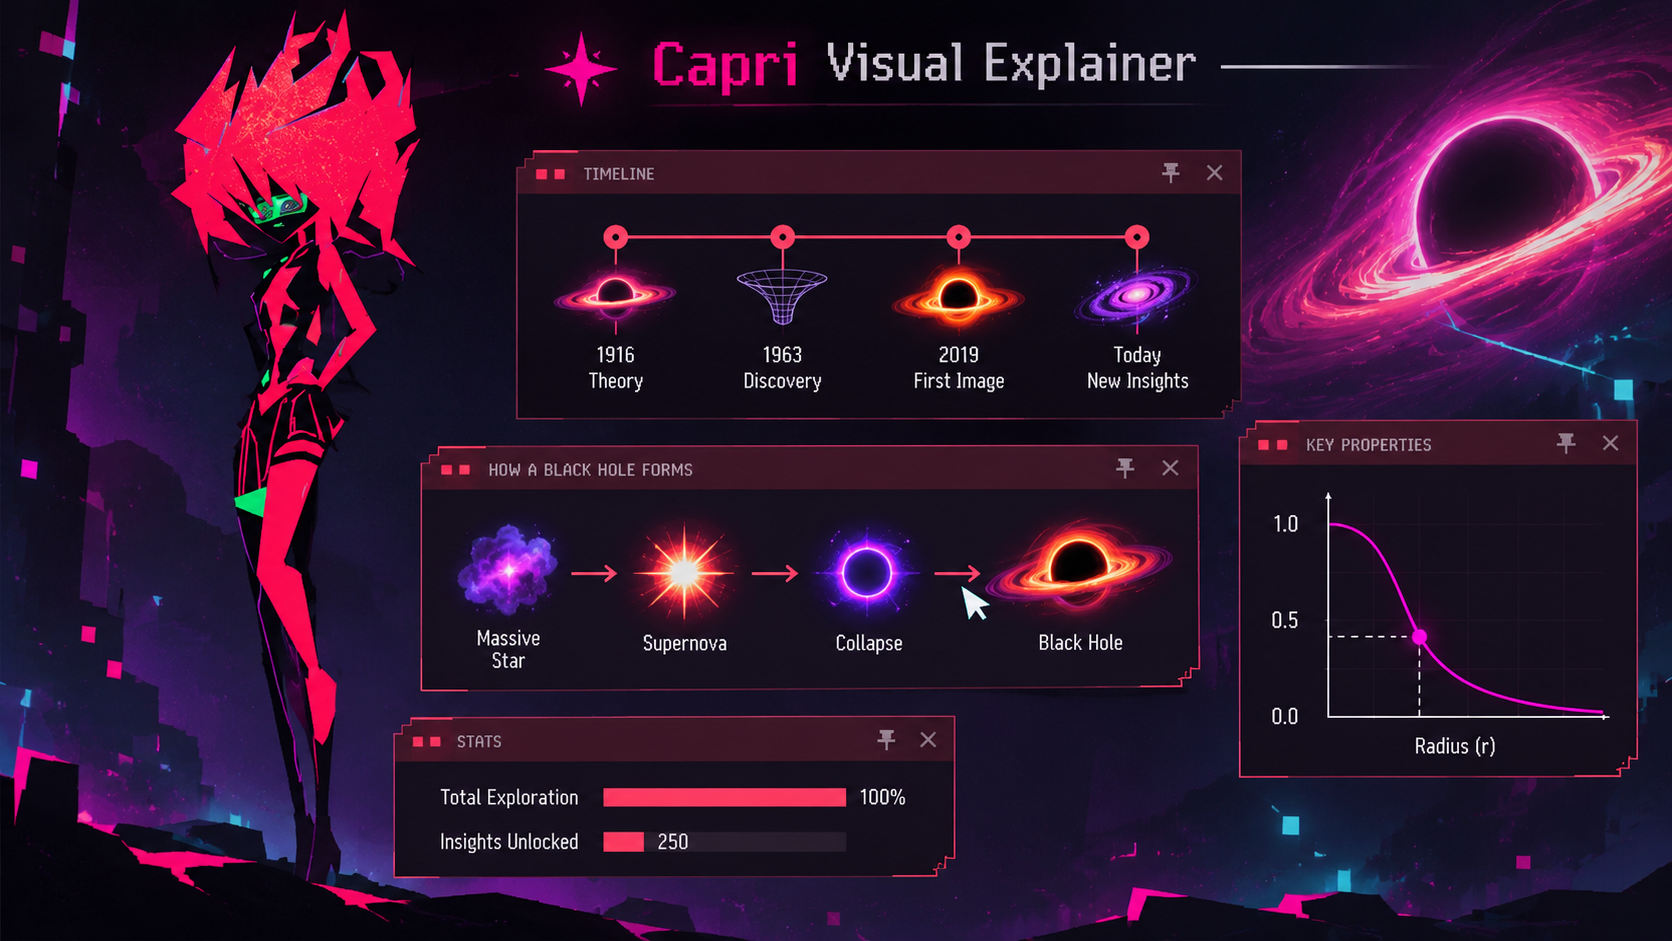 Capri Visual Explainer
TIMELINE
1916
Theory
1963
Discovery
2019
First Image
Today
New Insights
HOW A BLACK HOLE FORMS
Massive
Star
Supernova
Collapse
Black Hole
KEY PROPERTIES
1.0
0.5
0.0
Radius (r)
STATS
Total Exploration 100%
Insights Unlocked 250